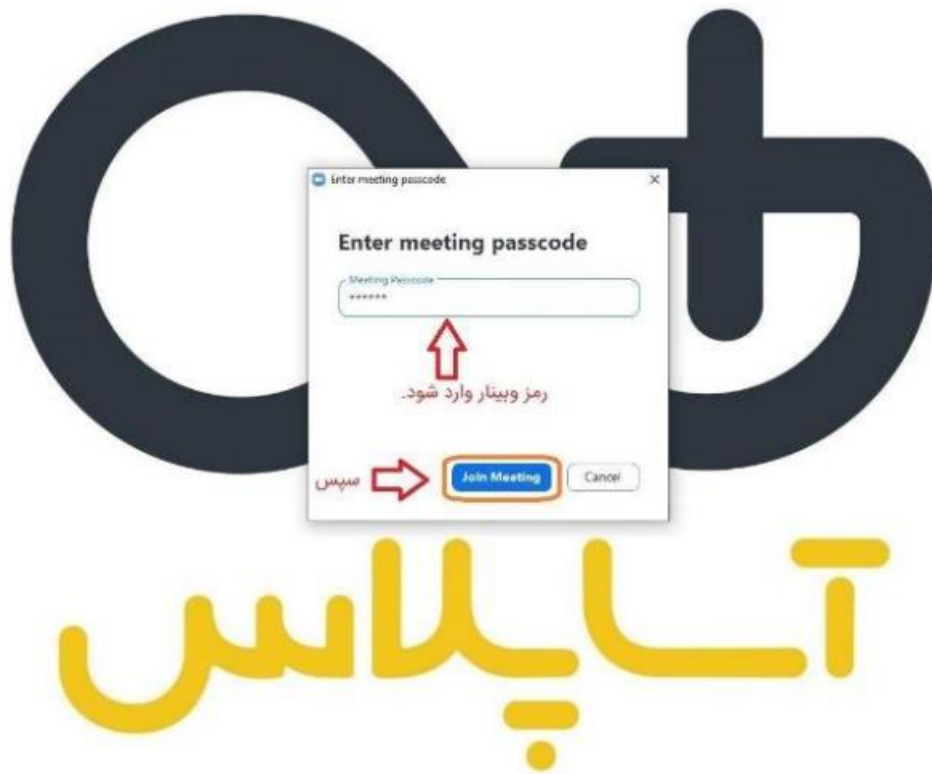 Enter meeting passcode
Enter meeting passcode
Meeting Passcode
******
رمز وبینار وارد شود.
سپس
Join Meeting
Cancel
آساپلاس